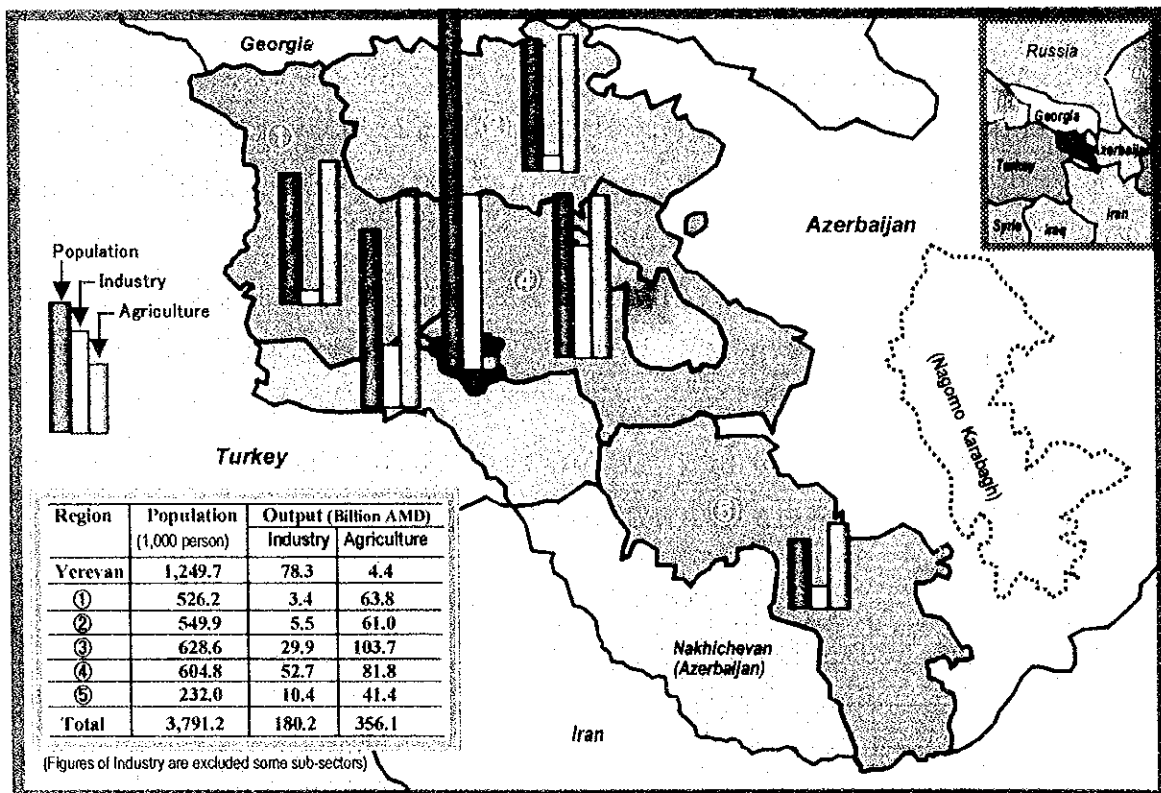 Georgia
①
②
④
⑤
Azerbaijan
Turkey
(Nagorno Karabagh)
Nakhichevan
(Azerbaijan)
Iran
Population
Industry
Agriculture
Russia
Georgia
Azerbaijan
Turkey
Syria
Iraq
Iran
Region Population Output (Billion AMD)
(1,000 person) Industry Agriculture
Yerevan 1,249.7 78.3 4.4
① 526.2 3.4 63.8
② 549.9 5.5 61.0
③ 628.6 29.9 103.7
④ 604.8 52.7 81.8
⑤ 232.0 10.4 41.4
Total 3,791.2 180.2 356.1
(Figures of Industry are excluded some sub-sectors)